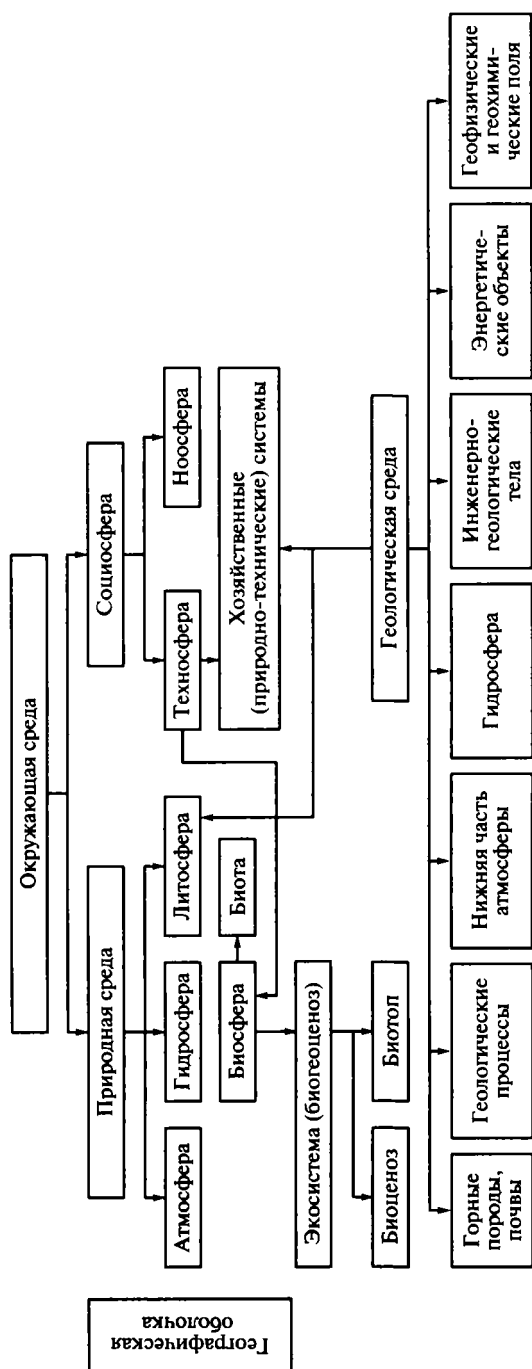 Окружающая среда
Природная среда
Социосфера
Атмосфера
Гидросфера
Литосфера
Техносфера
Ноосфера
Географическая
оболочка
Биосфера
Биота
Хозяйственные
(природно-технические) системы
Экосистема (биогеоценоз)
Биоценоз
Биотоп
Геологическая среда
Горные
породы,
почвы
Геологические
процессы
Нижняя часть
атмосферы
Гидросфера
Инженерно-
геологические
тела
Энергетиче-
ские объекты
Геофизические
и геохими-
ческие поля